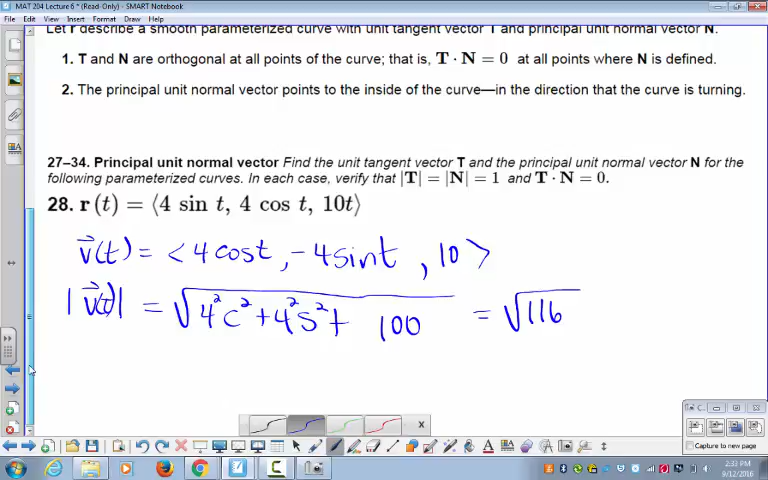 MAT 204 Lecture 6 * (Read-Only) - SMART Notebook
File Edit View Insert Format Draw Help
Let r describe a smooth parameterized curve with unit tangent vector T and principal unit normal vector N.
1. T and N are orthogonal at all points of the curve; that is, T · N = 0 at all points where N is defined.
2. The principal unit normal vector points to the inside of the curve—in the direction that the curve is turning.
27–34. Principal unit normal vector Find the unit tangent vector T and the principal unit normal vector N for the
following parameterized curves. In each case, verify that |T| = |N| = 1 and T · N = 0.
28. r (t) = ⟨4 sin t, 4 cos t, 10t⟩
v⃗(t) = < 4 cost, -4sint, 10 >
|v⃗(t)| = √(4²c² + 4²s² + 100) = √116
x
Capture to new page
2:33 PM
9/12/2016